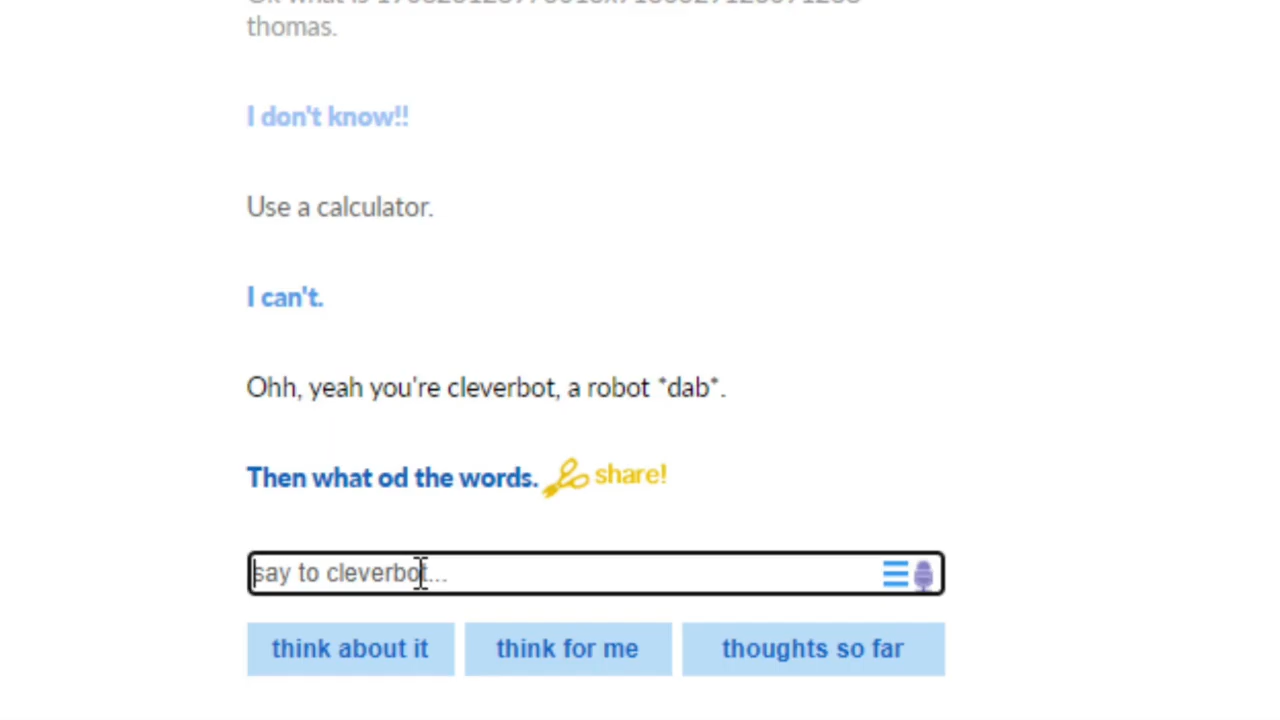 thomas.
I don't know!!
Use a calculator.
I can't.
Ohh, yeah you're cleverbot, a robot *dab*.
Then what od the words. share!
say to cleverbot...
think about it think for me thoughts so far